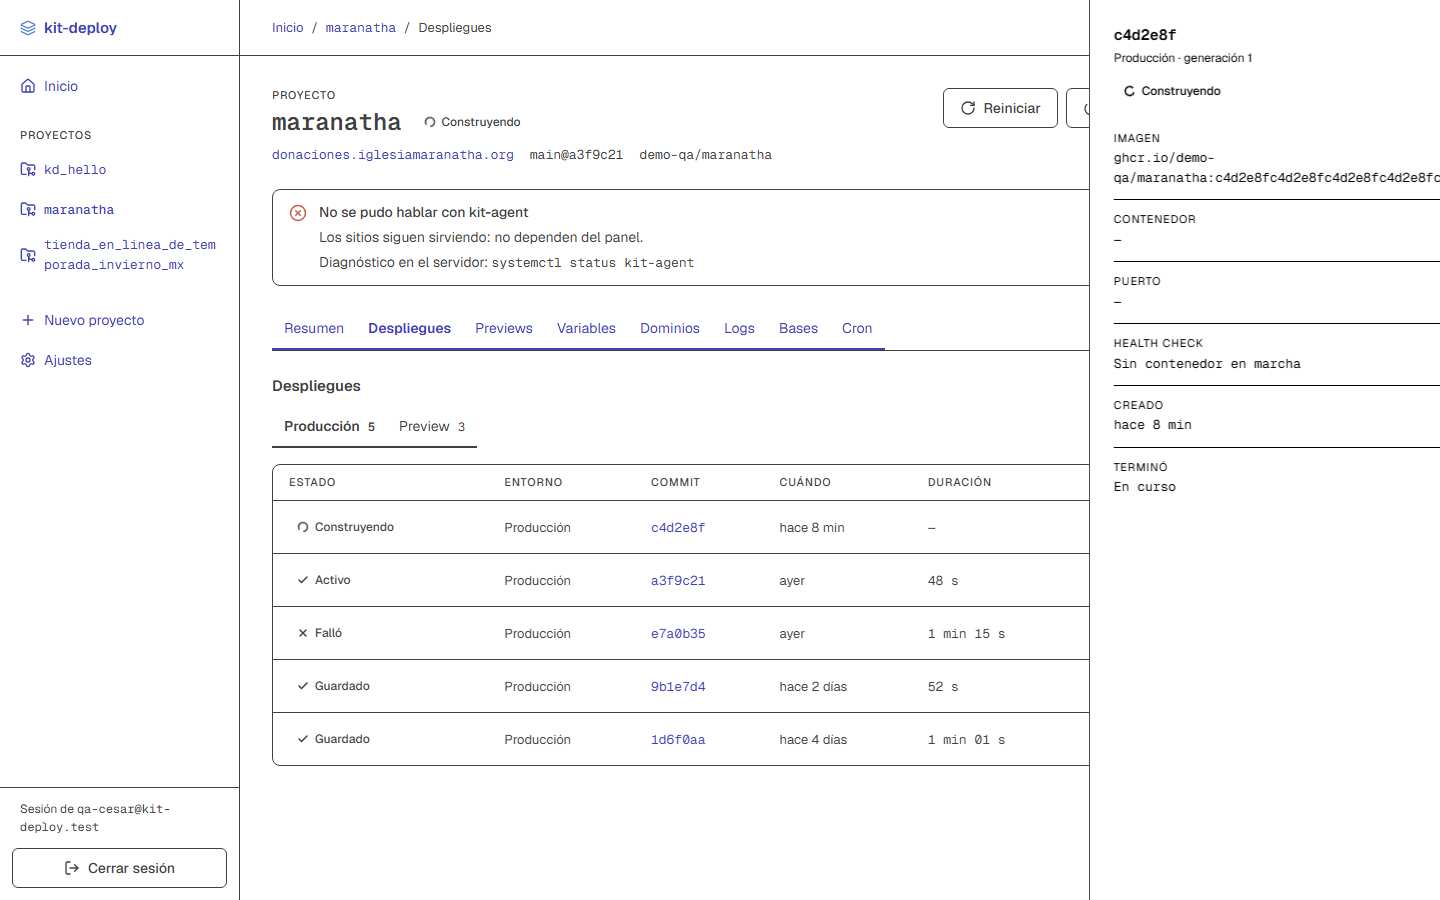 kit-deploy
Inicio
PROYECTOS
kd_hello
maranatha
tienda_en_linea_de_tem
porada_invierno_mx
Nuevo proyecto
Ajustes
Sesión de qa-cesar@kit-
deploy.test
Cerrar sesión
Inicio / maranatha / Despliegues
PROYECTO
maranatha Construyendo
Reiniciar
donaciones.iglesiamaranatha.org main@a3f9c21 demo-qa/maranatha
No se pudo hablar con kit-agent
Los sitios siguen sirviendo: no dependen del panel.
Diagnóstico en el servidor: systemctl status kit-agent
Resumen Despliegues Previews Variables Dominios Logs Bases Cron
Despliegues
Producción 5 Preview 3
ESTADO ENTORNO COMMIT CUÁNDO DURACIÓN
Construyendo Producción c4d2e8f hace 8 min —
Activo Producción a3f9c21 ayer 48 s
Falló Producción e7a0b35 ayer 1 min 15 s
Guardado Producción 9b1e7d4 hace 2 días 52 s
Guardado Producción 1d6f0aa hace 4 días 1 min 01 s
c4d2e8f
Producción · generación 1
Construyendo
IMAGEN
ghcr.io/demo-
qa/maranatha:c4d2e8fc4d2e8fc4d2e8fc4d2e8fc
CONTENEDOR
—
PUERTO
—
HEALTH CHECK
Sin contenedor en marcha
CREADO
hace 8 min
TERMINÓ
En curso